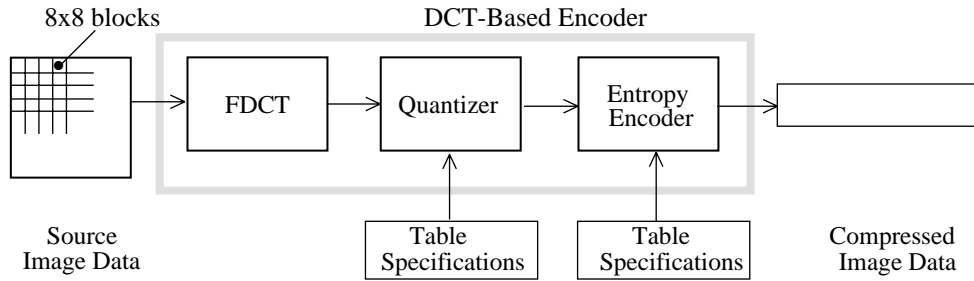 8x8 blocks
DCT-Based Encoder
FDCT
Quantizer
Entropy
Encoder
Source
Image Data
Table
Specifications
Table
Specifications
Compressed
Image Data